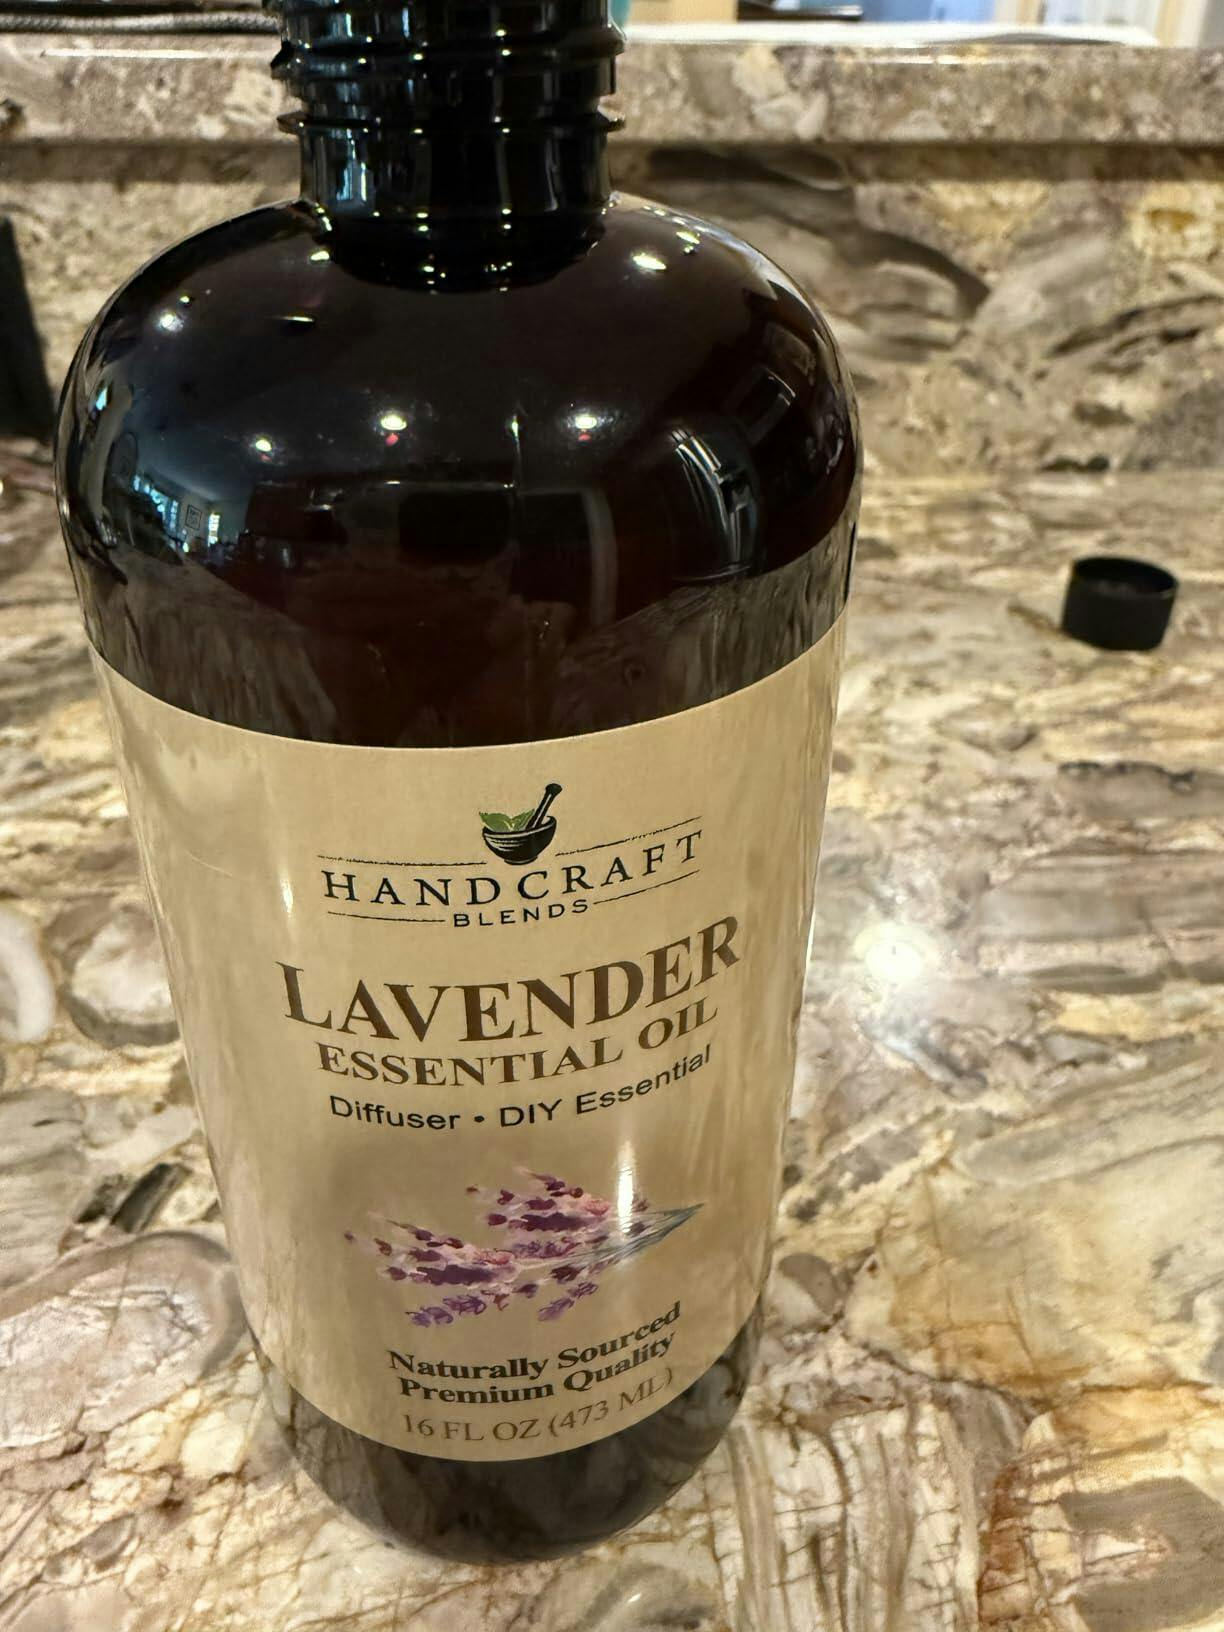 HANDCRAFT
BLENDS
LAVENDER
ESSENTIAL OIL
Diffuser • DIY Essential
Naturally Sourced
Premium Quality
16 FL OZ (473 ML)